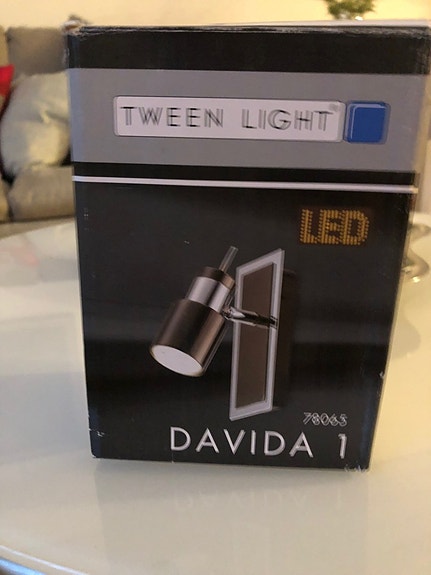 TWEEN LIGHT
LED
78063
DAVIDA 1